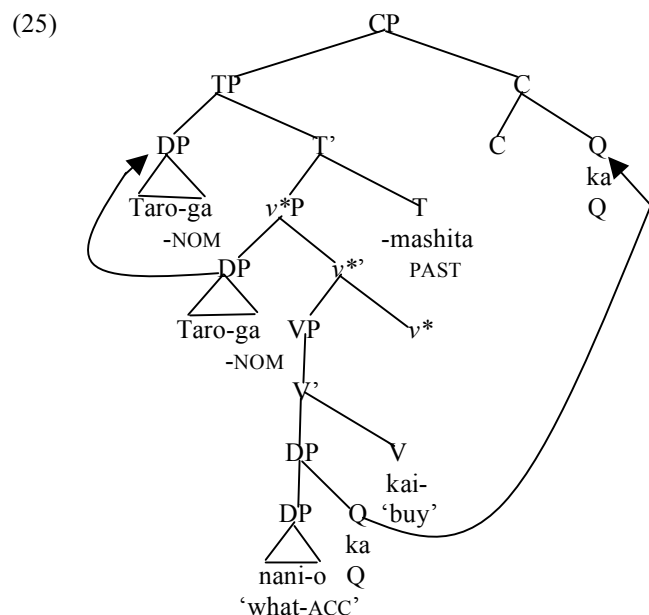 (25)
CP
TP C
DP T’ C Q
Taro-ga v*P T ka
-NOM -mashita Q
DP v*’ PAST
Taro-ga VP v*
-NOM
V’
DP V
kai-
DP Q ‘buy’
ka
nani-o Q
‘what-ACC’